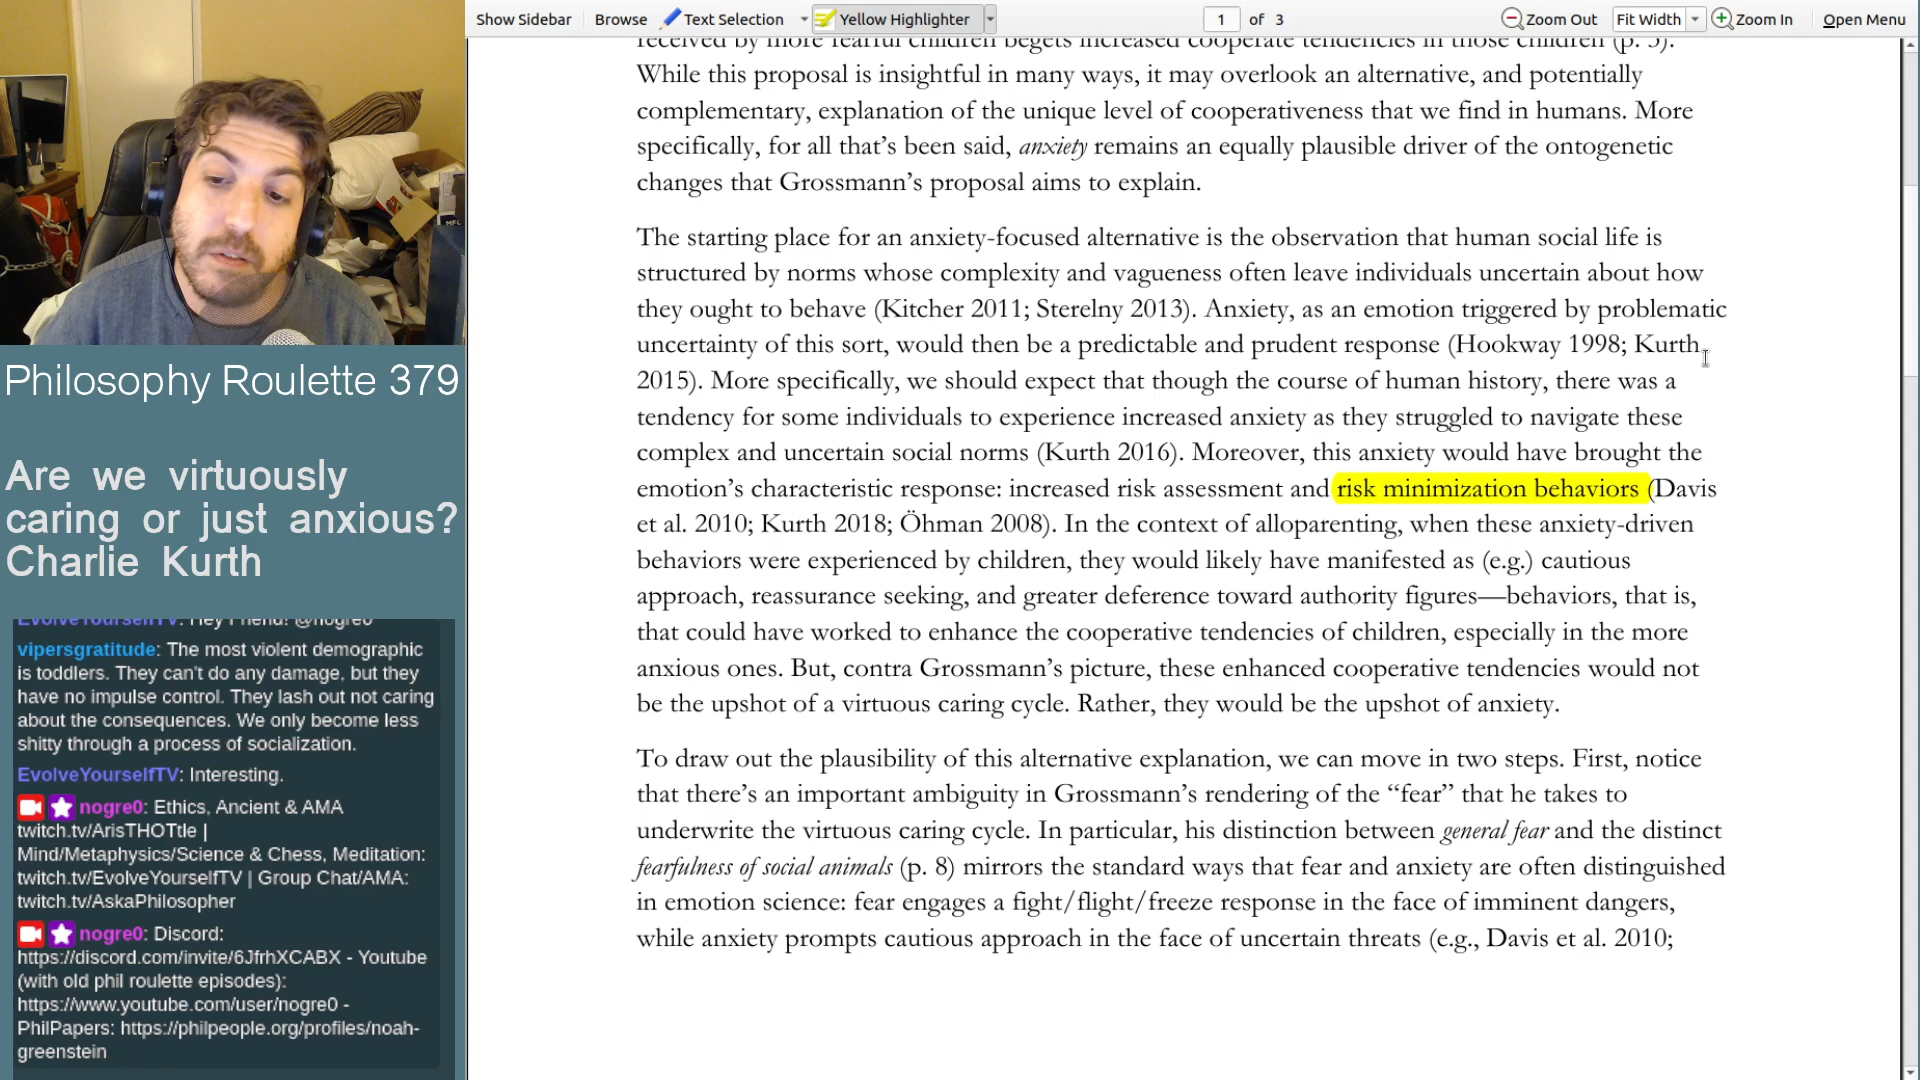 Show Sidebar Browse Text Selection Yellow Highlighter 1 of 3 Zoom Out Fit Width Zoom In Open Menu
received by more fearful children begets increased cooperate tendencies in those children (p. 5).
While this proposal is insightful in many ways, it may overlook an alternative, and potentially
complementary, explanation of the unique level of cooperativeness that we find in humans. More
specifically, for all that's been said, anxiety remains an equally plausible driver of the ontogenetic
changes that Grossmann's proposal aims to explain.
The starting place for an anxiety-focused alternative is the observation that human social life is
structured by norms whose complexity and vagueness often leave individuals uncertain about how
they ought to behave (Kitcher 2011; Sterelny 2013). Anxiety, as an emotion triggered by problematic
uncertainty of this sort, would then be a predictable and prudent response (Hookway 1998; Kurth
2015). More specifically, we should expect that though the course of human history, there was a
tendency for some individuals to experience increased anxiety as they struggled to navigate these
complex and uncertain social norms (Kurth 2016). Moreover, this anxiety would have brought the
emotion's characteristic response: increased risk assessment and risk minimization behaviors (Davis
et al. 2010; Kurth 2018; Öhman 2008). In the context of alloparenting, when these anxiety-driven
behaviors were experienced by children, they would likely have manifested as (e.g.) cautious
approach, reassurance seeking, and greater deference toward authority figures—behaviors, that is,
that could have worked to enhance the cooperative tendencies of children, especially in the more
anxious ones. But, contra Grossmann's picture, these enhanced cooperative tendencies would not
be the upshot of a virtuous caring cycle. Rather, they would be the upshot of anxiety.
To draw out the plausibility of this alternative explanation, we can move in two steps. First, notice
that there's an important ambiguity in Grossmann's rendering of the "fear" that he takes to
underwrite the virtuous caring cycle. In particular, his distinction between general fear and the distinct
fearfulness of social animals (p. 8) mirrors the standard ways that fear and anxiety are often distinguished
in emotion science: fear engages a fight/flight/freeze response in the face of imminent dangers,
while anxiety prompts cautious approach in the face of uncertain threats (e.g., Davis et al. 2010;
Philosophy Roulette 379
Are we virtuously
caring or just anxious?
Charlie Kurth
EvolveYourselfTV: Hey Friend! @nogre0
vipersgratitude: The most violent demographic
is toddlers. They can't do any damage, but they
have no impulse control. They lash out not caring
about the consequences. We only become less
shitty through a process of socialization.
EvolveYourselfTV: Interesting.
nogre0: Ethics, Ancient & AMA
twitch.tv/ArisTHOTtle |
Mind/Metaphysics/Science & Chess, Meditation:
twitch.tv/EvolveYourselfTV | Group Chat/AMA:
twitch.tv/AskaPhilosopher
nogre0: Discord:
https://discord.com/invite/6JfrhXCABX - Youtube
(with old phil roulette episodes):
https://www.youtube.com/user/nogre0 -
PhilPapers: https://philpeople.org/profiles/noah-
greenstein